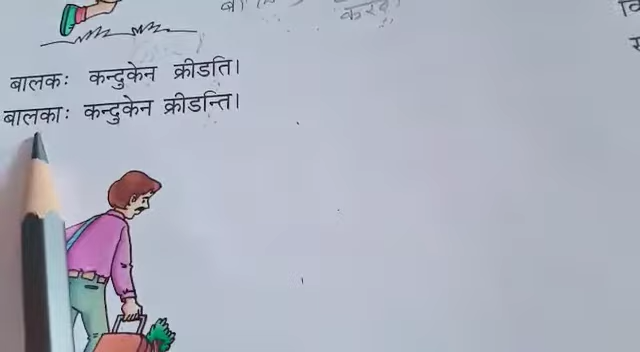 बालकः कन्दुकेन क्रीडति।
बालकाः कन्दुकेन क्रीडन्ति।